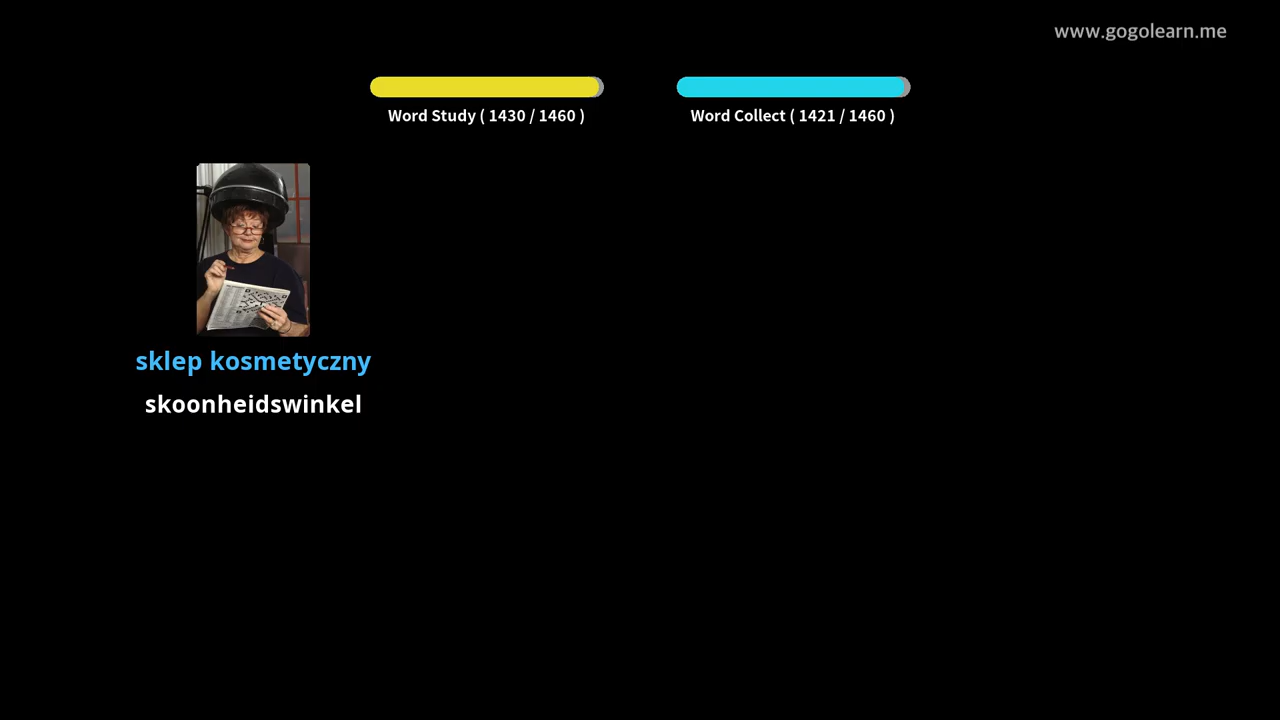 www.gogolearn.me
Word Study ( 1430 / 1460 )
Word Collect ( 1421 / 1460 )
sklep kosmetyczny
skoonheidswinkel